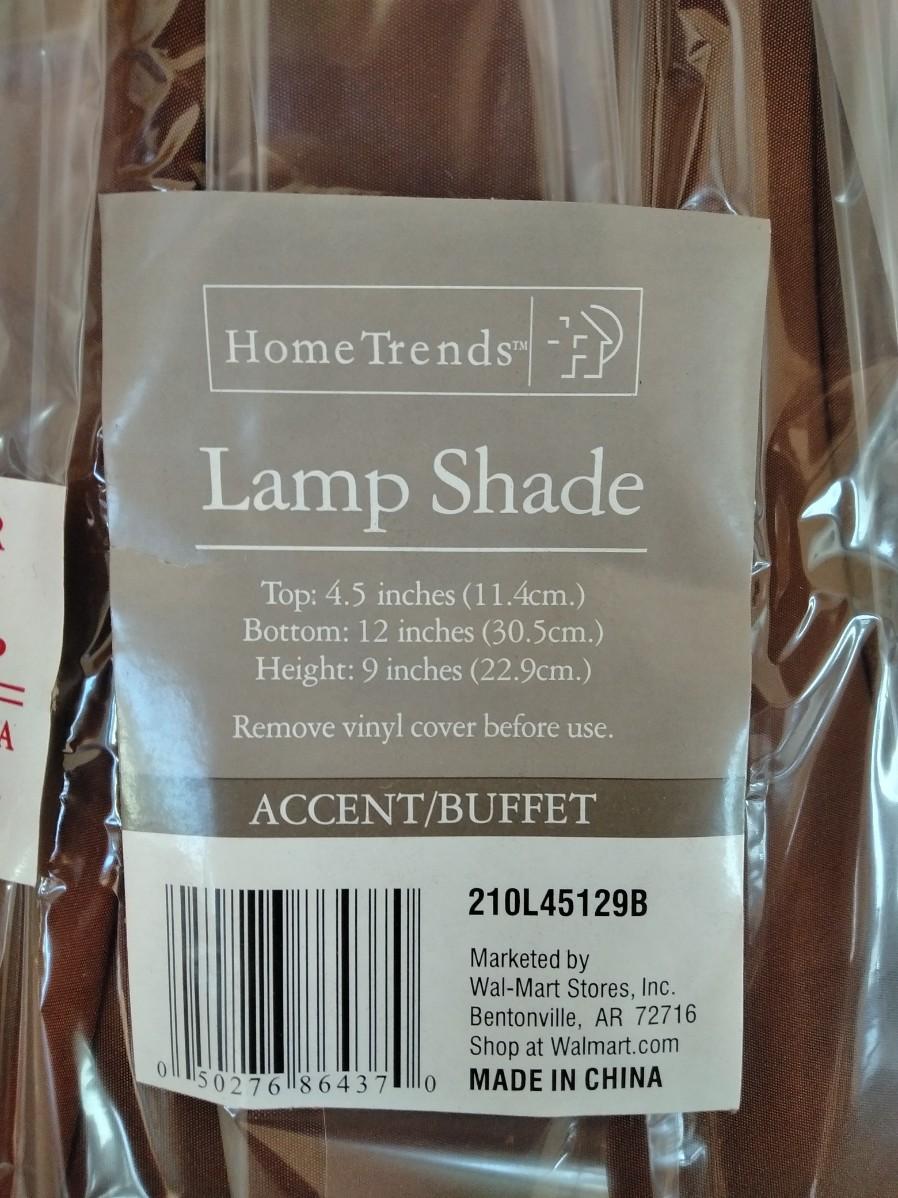 HomeTrends™
Lamp Shade
Top: 4.5 inches (11.4cm.)
Bottom: 12 inches (30.5cm.)
Height: 9 inches (22.9cm.)
Remove vinyl cover before use.
ACCENT/BUFFET
210L45129B
Marketed by
Wal-Mart Stores, Inc.
Bentonville, AR 72716
Shop at Walmart.com
MADE IN CHINA
0 50276 86437 0
R
A